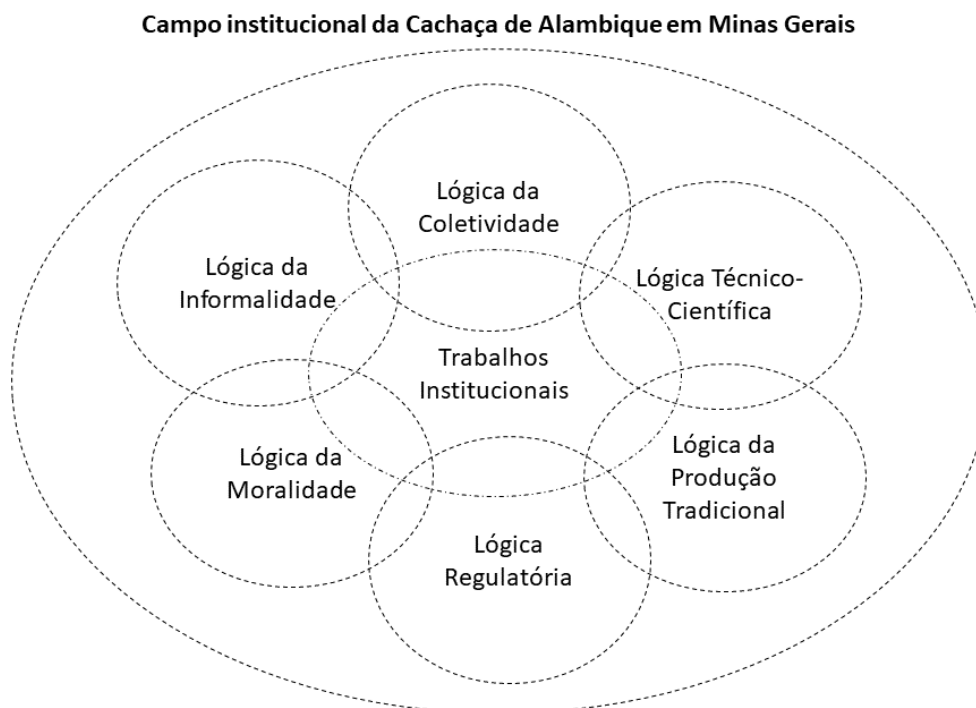 Campo institucional da Cachaça de Alambique em Minas Gerais
Lógica da
Coletividade
Lógica da
Informalidade
Lógica Técnico-
Científica
Trabalhos
Institucionais
Lógica da
Moralidade
Lógica da
Produção
Tradicional
Lógica
Regulatória